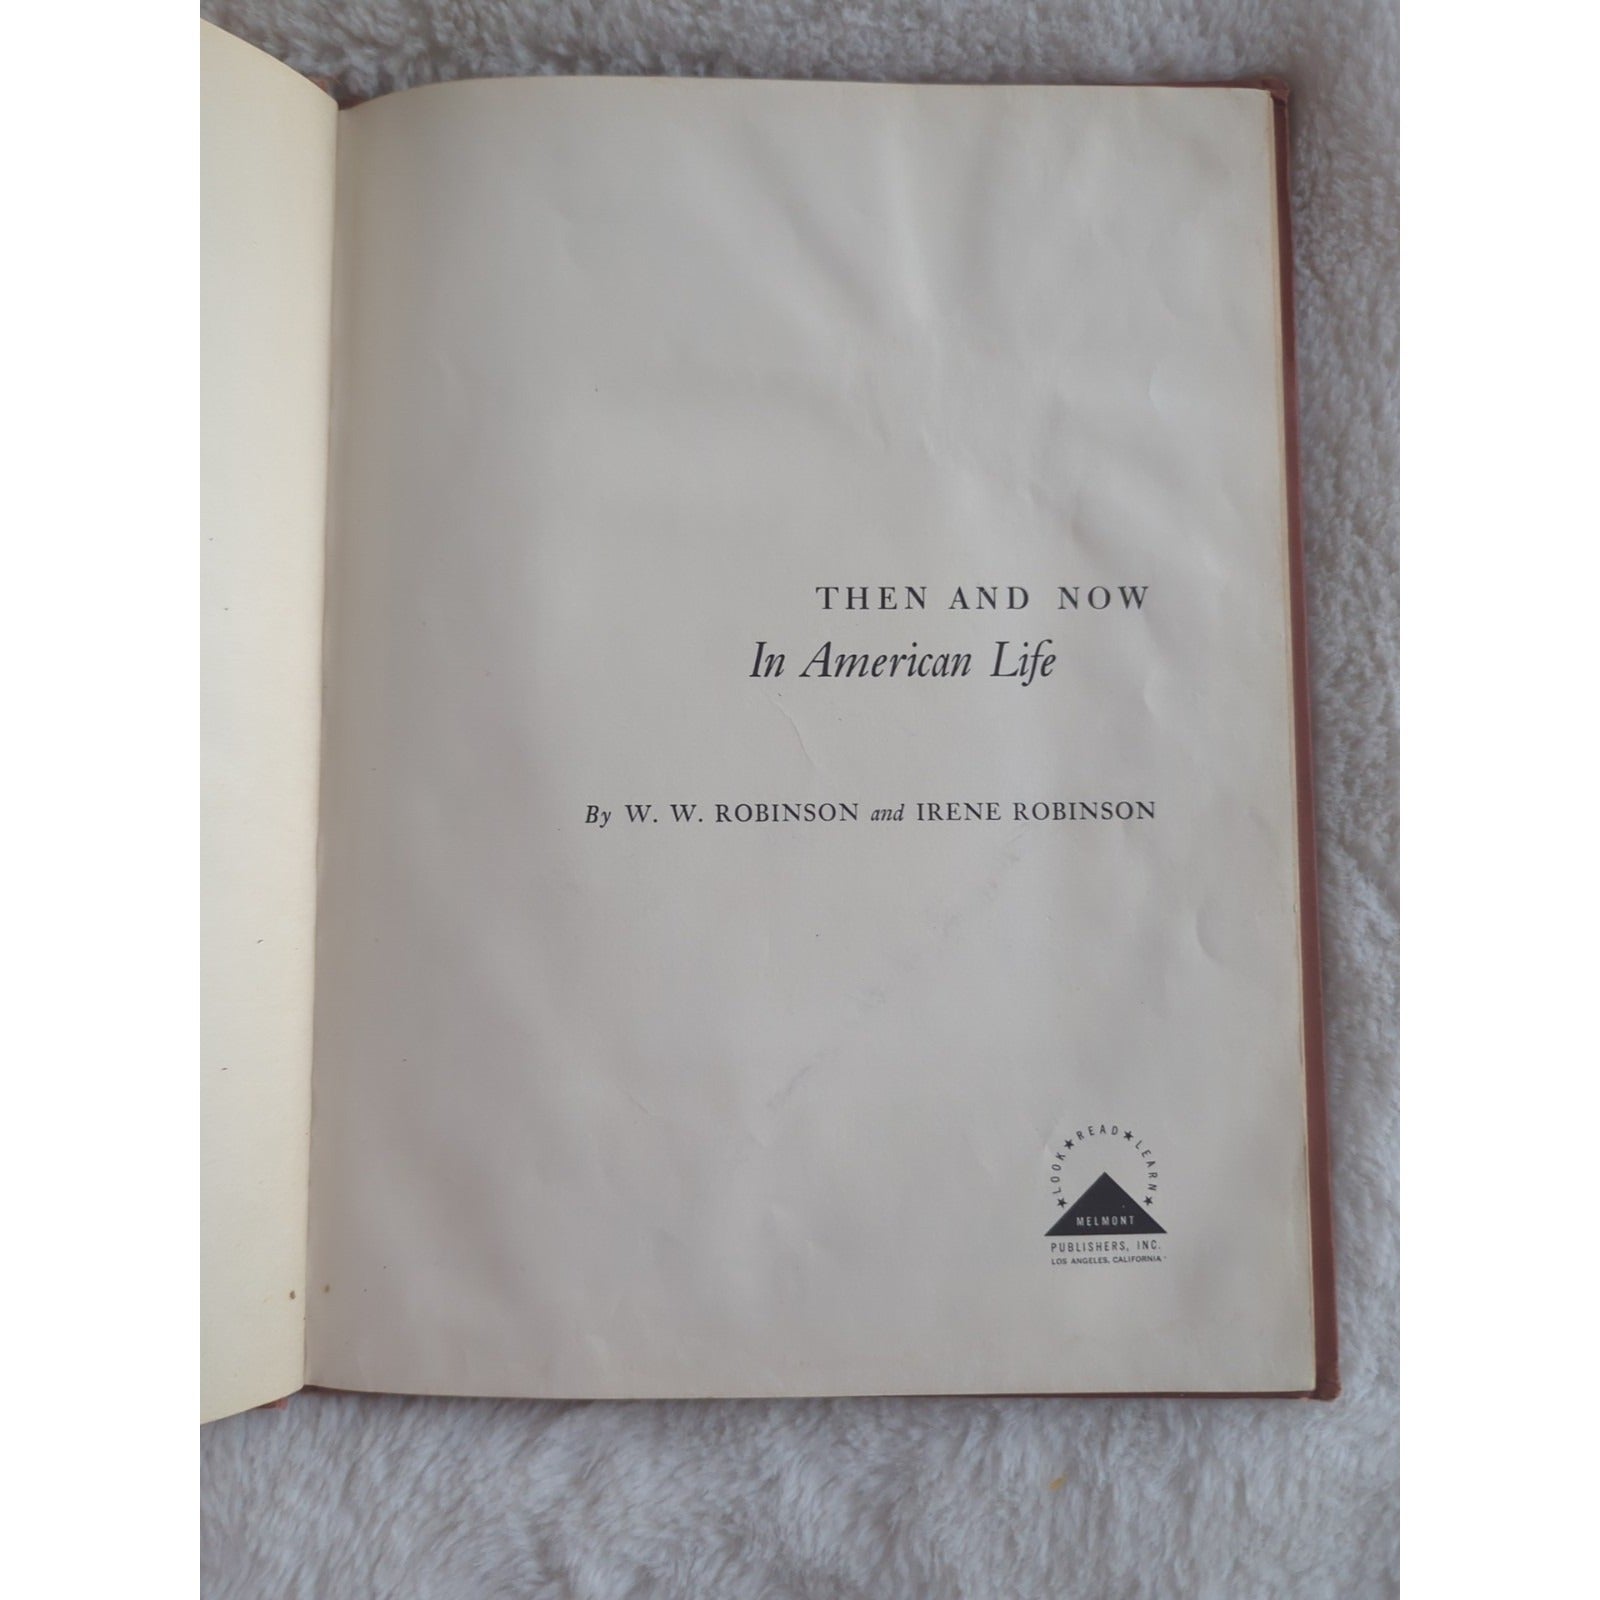 THEN AND NOW
In American Life
By W. W. ROBINSON and IRENE ROBINSON
★ LOOK ★ READ ★ LEARN ★
MELMONT
PUBLISHERS, INC.
LOS ANGELES, CALIFORNIA